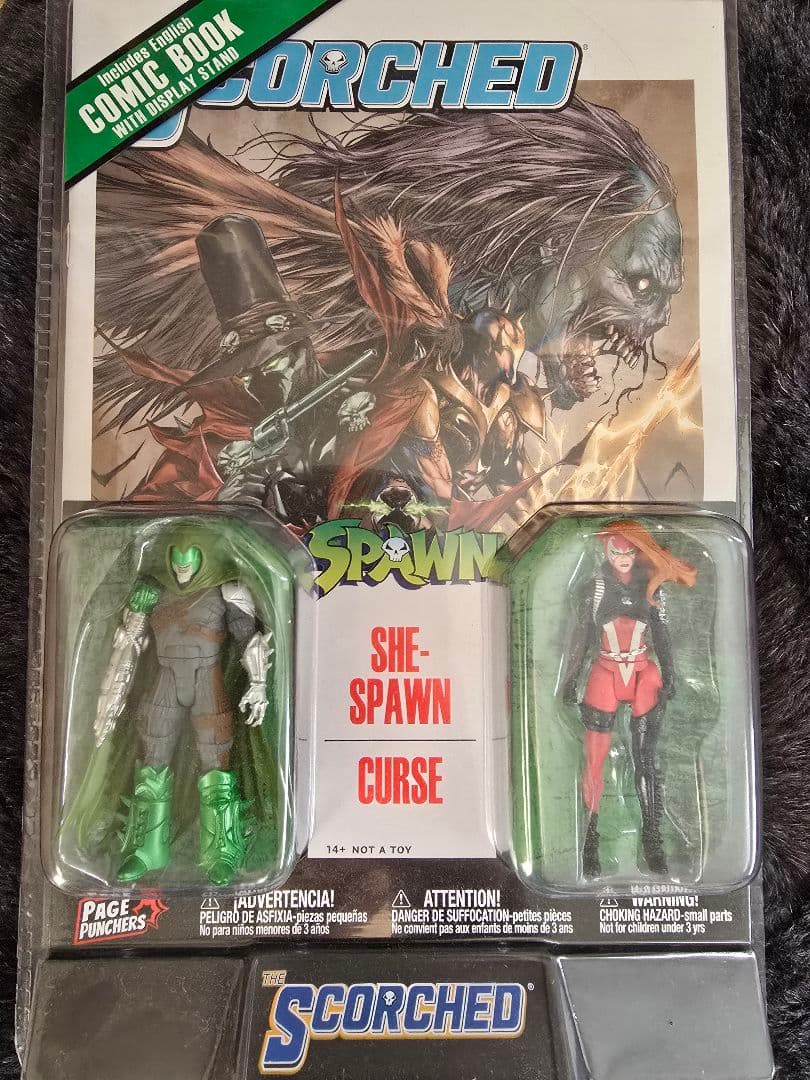 Includes English
COMIC BOOK
WITH DISPLAY STAND
SCORCHED
SPAWN
SHE-
SPAWN
CURSE
14+ NOT A TOY
PAGE
PUNCHERS
¡ADVERTENCIA!
PELIGRO DE ASFIXIA-piezas pequeñas
No para niños menores de 3 años
ATTENTION!
DANGER DE SUFFOCATION-petites pièces
Ne convient pas aux enfants de moins de 3 ans
WARNING!
CHOKING HAZARD-small parts
Not for children under 3 yrs
THE
SCORCHED